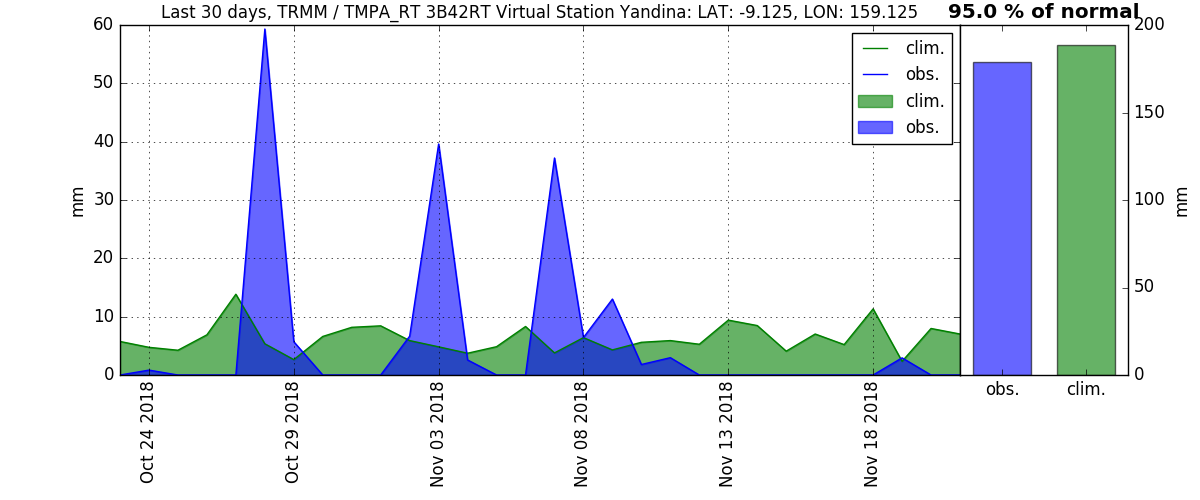 Last 30 days, TRMM / TMPA_RT 3B42RT Virtual Station Yandina: LAT: -9.125, LON: 159.125
95.0 % of normal
60
50
40
30
20
10
0
mm
clim.
obs.
clim.
obs.
200
150
100
50
0
mm
obs.
clim.
Oct 24 2018
Oct 29 2018
Nov 03 2018
Nov 08 2018
Nov 13 2018
Nov 18 2018